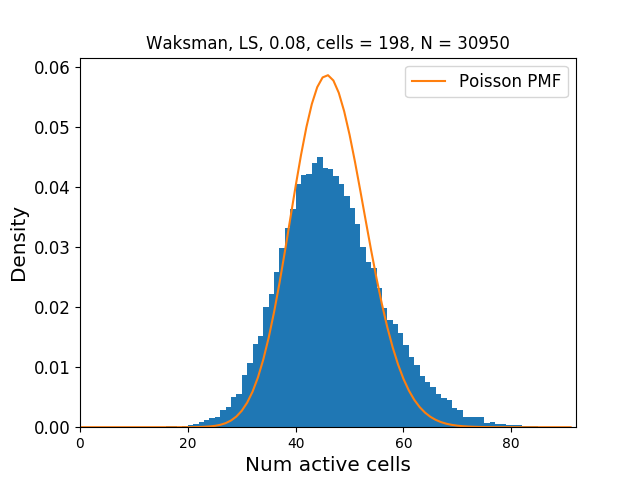 Waksman, LS, 0.08, cells = 198, N = 30950
Poisson PMF
0.06
0.05
0.04
0.03
0.02
0.01
0.00
Density
0 20 40 60 80
Num active cells